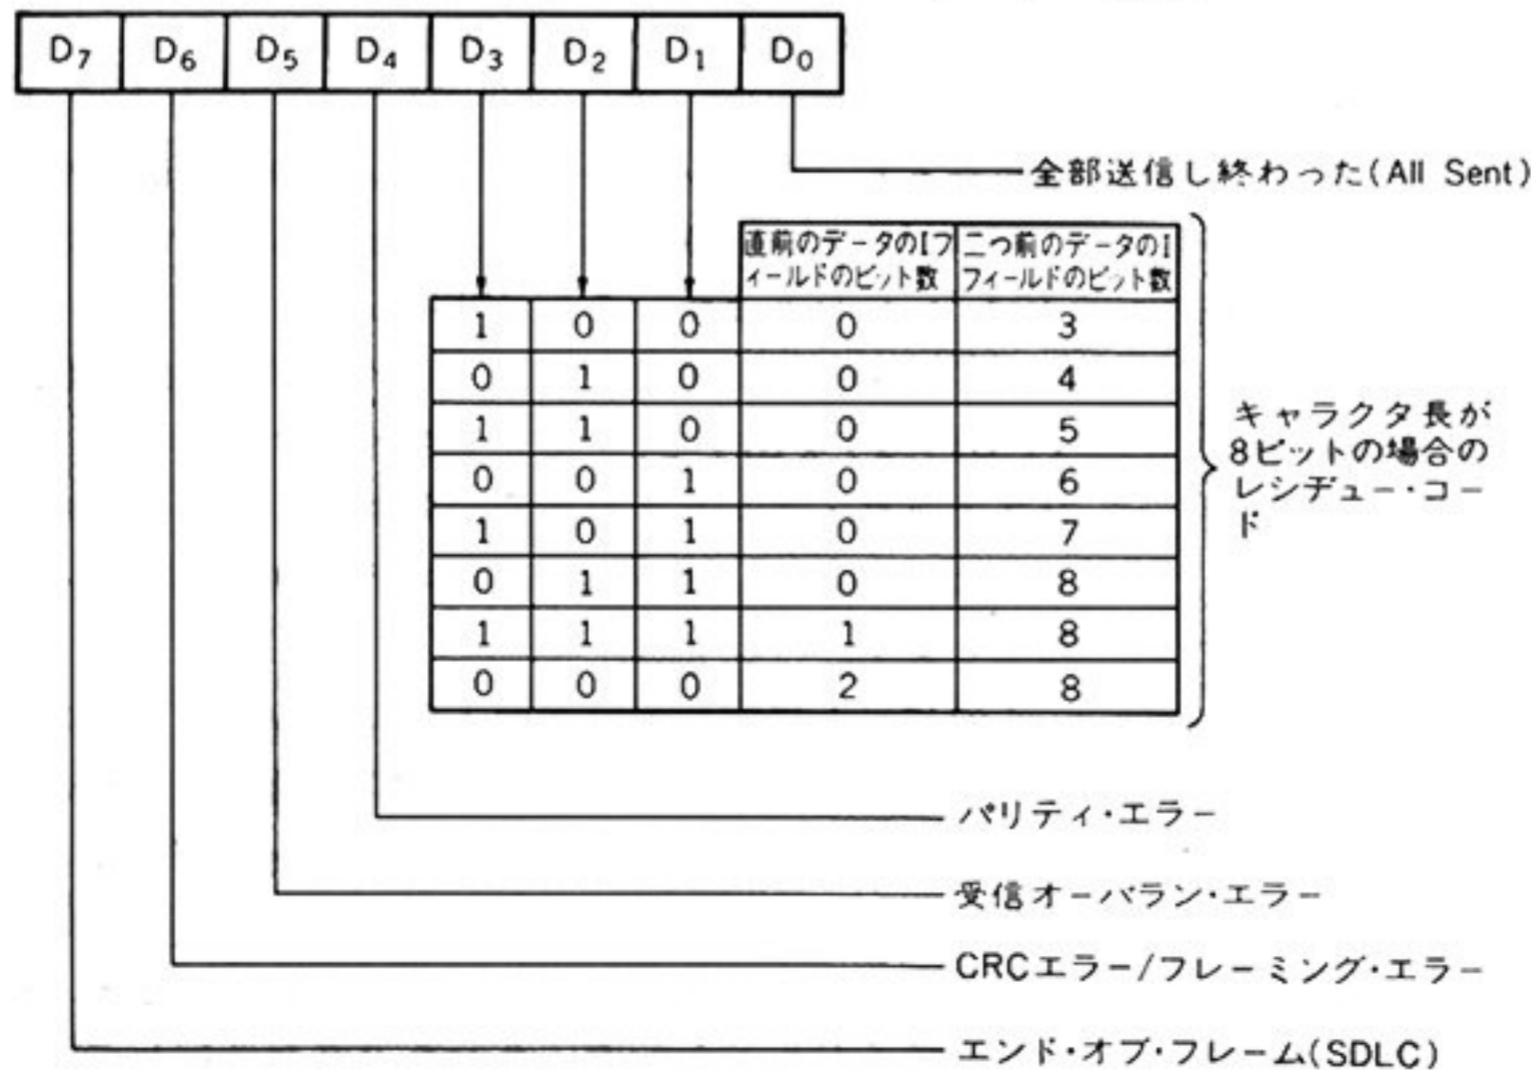 D7 D6 D5 D4 D3 D2 D1 D0
全部送信し終わった(All Sent)
直前のデータのIフ
ィールドのビット数
二つ前のデータのI
フィールドのビット数
1 0 0 0 3
0 1 0 0 4
1 1 0 0 5
0 0 1 0 6
1 0 1 0 7
0 1 1 0 8
1 1 1 1 8
0 0 0 2 8
キャラクタ長が
8ビットの場合の
レシデュー・コー
ド
パリティ・エラー
受信オーバラン・エラー
CRCエラー/フレーミング・エラー
エンド・オブ・フレーム(SDLC)